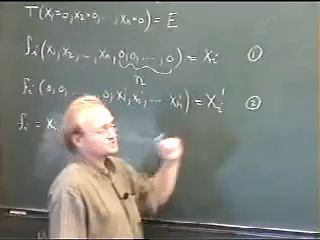 T(x₁=0, x₂=0, ..., xₙ=0) = E
fᵢ(x₁, x₂, ..., xₙ, 0, 0, ..., 0) = xᵢ ①
n
fᵢ(0, 0, ..., 0, x₁', x₂', ... xₙ') = xᵢ' ②
fᵢ = xᵢ